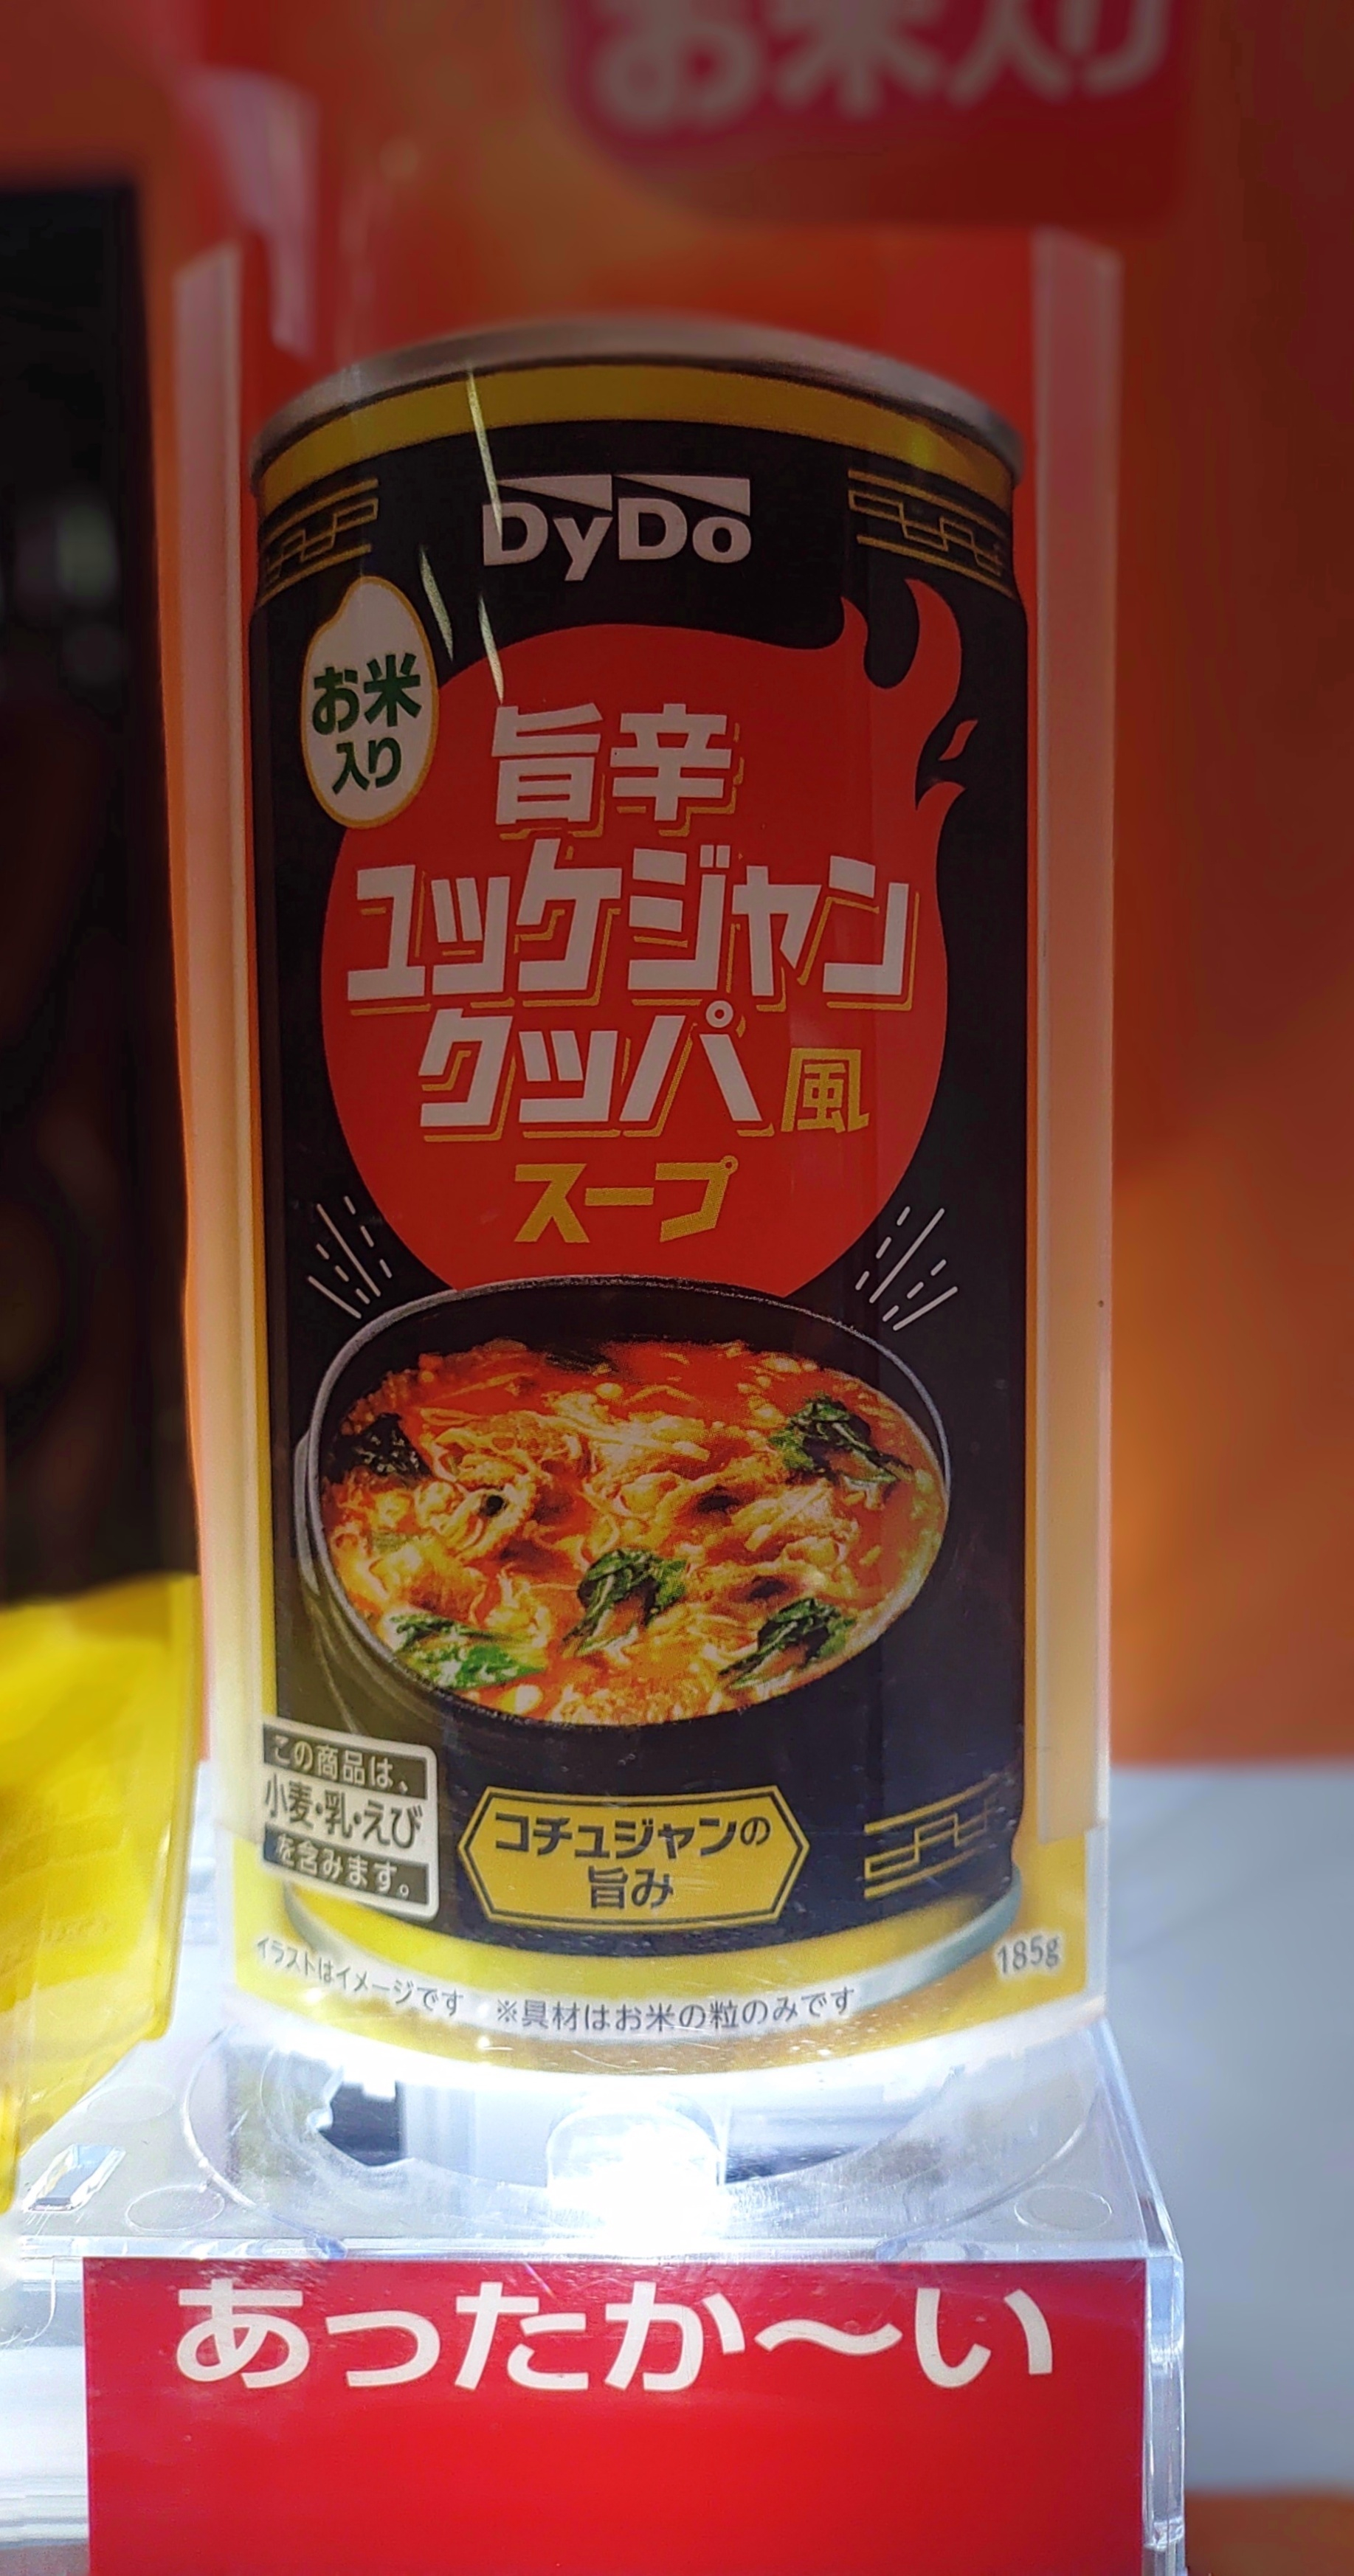 お米入り
DyDo
お米
入り
旨辛
ユッケジャン
クッパ風
スープ
この商品は、
小麦・乳・えび
を含みます。
コチュジャンの
旨み
185g
イラストはイメージです ※具材はお米の粒のみです
あったか〜い